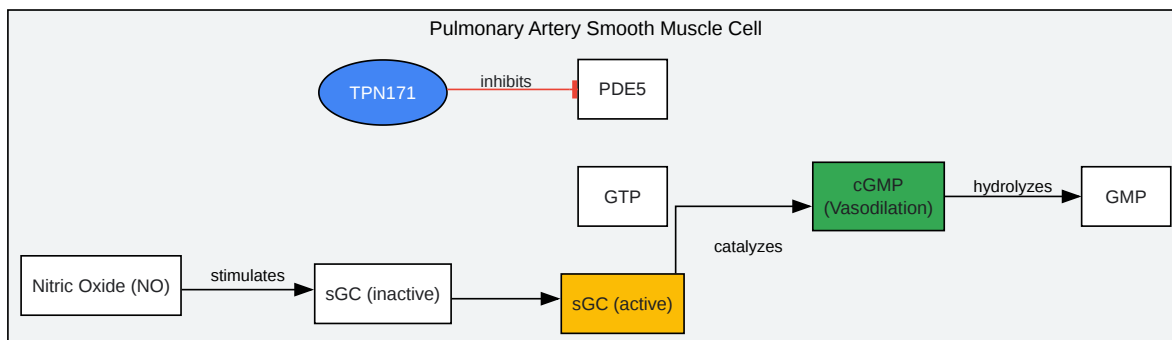 Pulmonary Artery Smooth Muscle Cell
TPN171
inhibits
PDE5
GTP
cGMP
(Vasodilation)
hydrolyzes
GMP
catalyzes
Nitric Oxide (NO)
stimulates
sGC (inactive)
sGC (active)